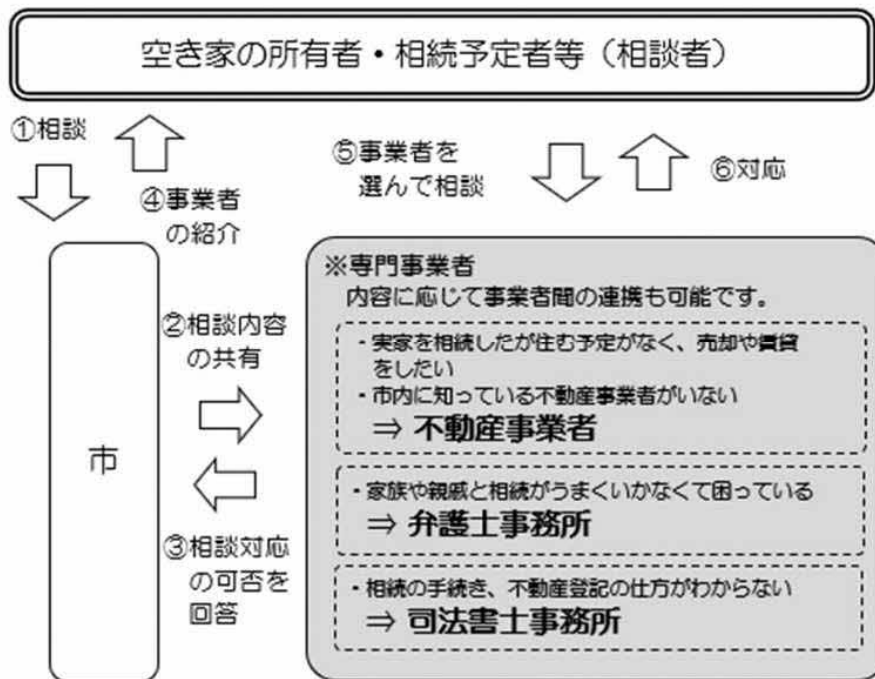 空き家の所有者・相続予定者等（相談者）
①相談
④事業者
の紹介
⑤事業者を
選んで相談
⑥対応
市
②相談内容
の共有
③相談対応
の可否を
回答
※専門事業者
内容に応じて事業者間の連携も可能です。
・実家を相続したが住む予定がなく、売却や賃貸
をしたい
・市内に知っている不動産事業者がいない
⇒ 不動産事業者
・家族や親戚と相続がうまくいかなくて困っている
⇒ 弁護士事務所
・相続の手続き、不動産登記の仕方がわからない
⇒ 司法書士事務所